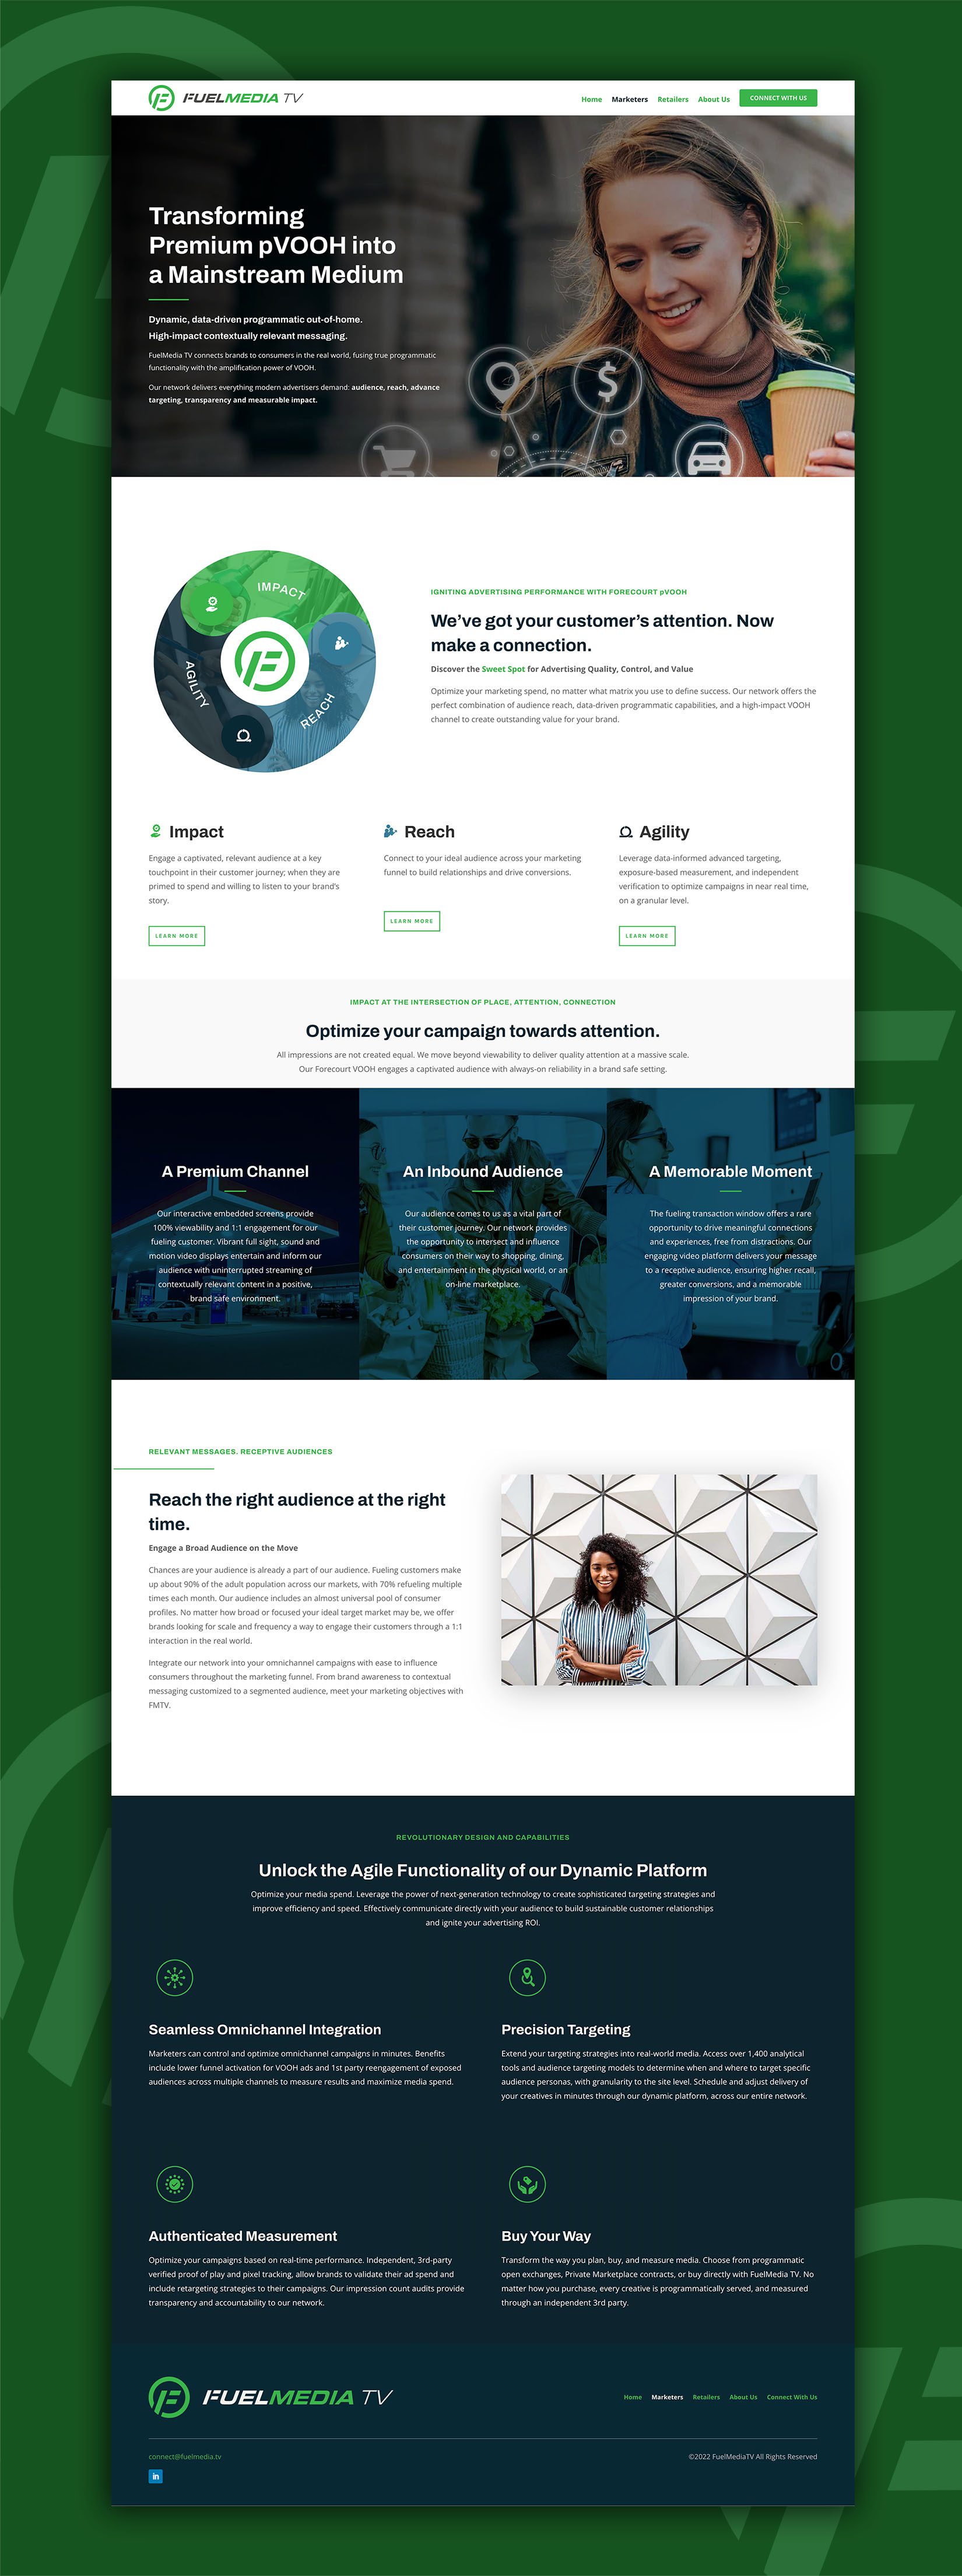 FUELMEDIA TV
Home Marketers Retailers About Us CONNECT WITH US
Transforming
Premium pVOOH into
a Mainstream Medium
Dynamic, data-driven programmatic out-of-home.
High-impact contextually relevant messaging.
FuelMedia TV connects brands to consumers in the real world, fusing true programmatic
functionality with the amplification power of VOOH.
Our network delivers everything modern advertisers demand: audience, reach, advance
targeting, transparency and measurable impact.
$
IMPACT
AGILITY
REACH
IGNITING ADVERTISING PERFORMANCE WITH FORECOURT pVOOH
We’ve got your customer’s attention. Now
make a connection.
Discover the Sweet Spot for Advertising Quality, Control, and Value
Optimize your marketing spend, no matter what matrix you use to define success. Our network offers the
perfect combination of audience reach, data-driven programmatic capabilities, and a high-impact VOOH
channel to create outstanding value for your brand.
Impact
Engage a captivated, relevant audience at a key
touchpoint in their customer journey; when they are
primed to spend and willing to listen to your brand’s
story.
LEARN MORE
Reach
Connect to your ideal audience across your marketing
funnel to build relationships and drive conversions.
LEARN MORE
Agility
Leverage data-informed advanced targeting,
exposure-based measurement, and independent
verification to optimize campaigns in near real time,
on a granular level.
LEARN MORE
IMPACT AT THE INTERSECTION OF PLACE, ATTENTION, CONNECTION
Optimize your campaign towards attention.
All impressions are not created equal. We move beyond viewability to deliver quality attention at a massive scale.
Our Forecourt VOOH engages a captivated audience with always-on reliability in a brand safe setting.
A Premium Channel
Our interactive embedded screens provide
100% viewability and 1:1 engagement for our
fueling customer. Vibrant full sight, sound and
motion video displays entertain and inform our
audience with uninterrupted streaming of
contextually relevant content in a positive,
brand safe environment.
An Inbound Audience
Our audience comes to us as a vital part of
their customer journey. Our network provides
the opportunity to intersect and influence
consumers on their way to shopping, dining,
and entertainment in the physical world, or an
on-line marketplace.
A Memorable Moment
The fueling transaction window offers a rare
opportunity to drive meaningful connections
and experiences, free from distractions. Our
engaging video platform delivers your message
to a receptive audience, ensuring higher recall,
greater conversions, and a memorable
impression of your brand.
RELEVANT MESSAGES. RECEPTIVE AUDIENCES
Reach the right audience at the right
time.
Engage a Broad Audience on the Move
Chances are your audience is already a part of our audience. Fueling customers make
up about 90% of the adult population across our markets, with 70% refueling multiple
times each month. Our audience includes an almost universal pool of consumer
profiles. No matter how broad or focused your ideal target market may be, we offer
brands looking for scale and frequency a way to engage their customers through a 1:1
interaction in the real world.
Integrate our network into your omnichannel campaigns with ease to influence
consumers throughout the marketing funnel. From brand awareness to contextual
messaging customized to a segmented audience, meet your marketing objectives with
FMTV.
REVOLUTIONARY DESIGN AND CAPABILITIES
Unlock the Agile Functionality of our Dynamic Platform
Optimize your media spend. Leverage the power of next-generation technology to create sophisticated targeting strategies and
improve efficiency and speed. Effectively communicate directly with your audience to build sustainable customer relationships
and ignite your advertising ROI.
Seamless Omnichannel Integration
Marketers can control and optimize omnichannel campaigns in minutes. Benefits
include lower funnel activation for VOOH ads and 1st party reengagement of exposed
audiences across multiple channels to measure results and maximize media spend.
Precision Targeting
Extend your targeting strategies into real-world media. Access over 1,400 analytical
tools and audience targeting models to determine when and where to target specific
audience personas, with granularity to the site level. Schedule and adjust delivery of
your creatives in minutes through our dynamic platform, across our entire network.
Authenticated Measurement
Optimize your campaigns based on real-time performance. Independent, 3rd-party
verified proof of play and pixel tracking, allow brands to validate their ad spend and
include retargeting strategies to their campaigns. Our impression count audits provide
transparency and accountability to our network.
Buy Your Way
Transform the way you plan, buy, and measure media. Choose from programmatic
open exchanges, Private Marketplace contracts, or buy directly with FuelMedia TV. No
matter how you purchase, every creative is programmatically served, and measured
through an independent 3rd party.
FUELMEDIA TV
Home Marketers Retailers About Us Connect With Us
connect@fuelmedia.tv
©2022 FuelMediaTV All Rights Reserved
in